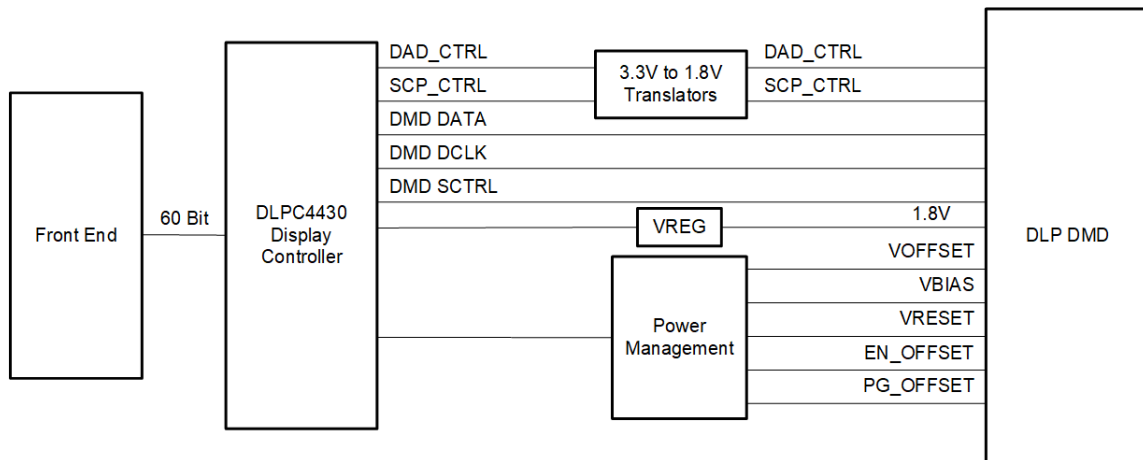 DAD_CTRL
SCP_CTRL
DMD DATA
DMD DCLK
DMD SCTRL
3.3V to 1.8V
Translators
DAD_CTRL
SCP_CTRL
Front End
60 Bit
DLPC4430
Display
Controller
VREG
1.8V
DLP DMD
Power
Management
VOFFSET
VBIAS
VRESET
EN_OFFSET
PG_OFFSET